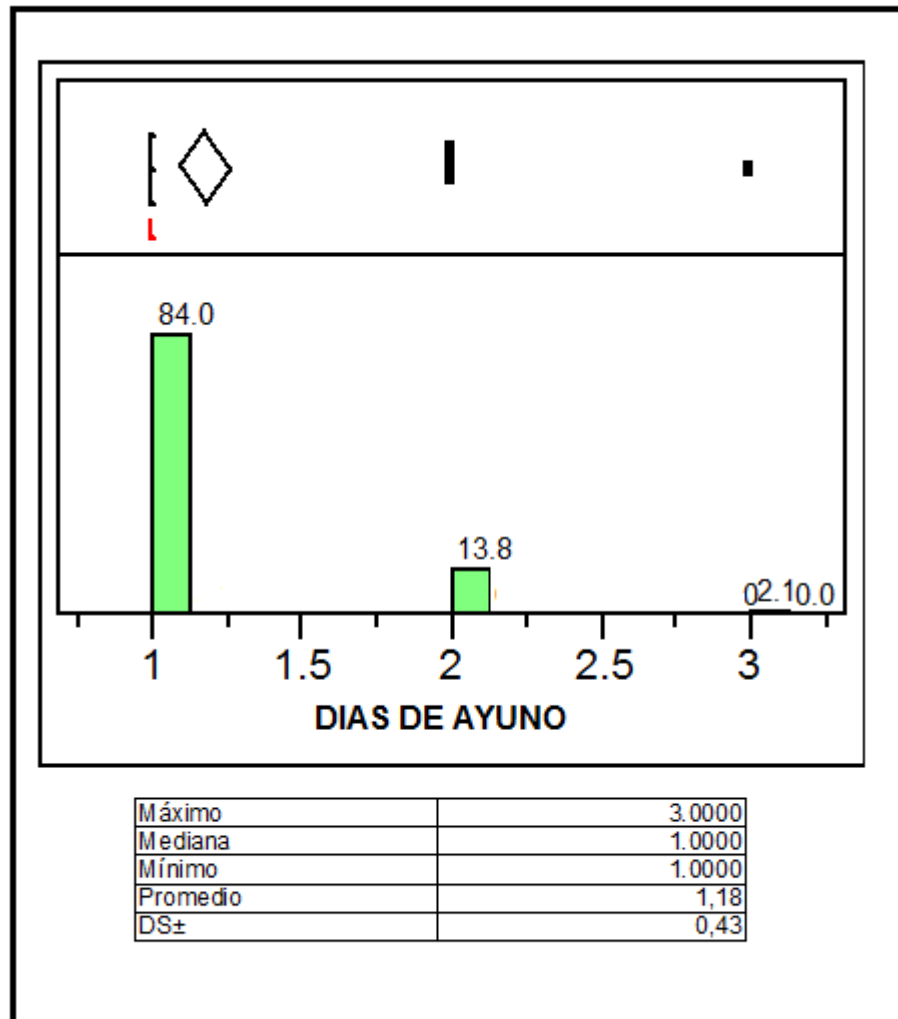 84.0
13.8
02.10.0
1 1.5 2 2.5 3
DIAS DE AYUNO
Máximo 3.0000
Mediana 1.0000
Mínimo 1.0000
Promedio 1,18
DS± 0,43